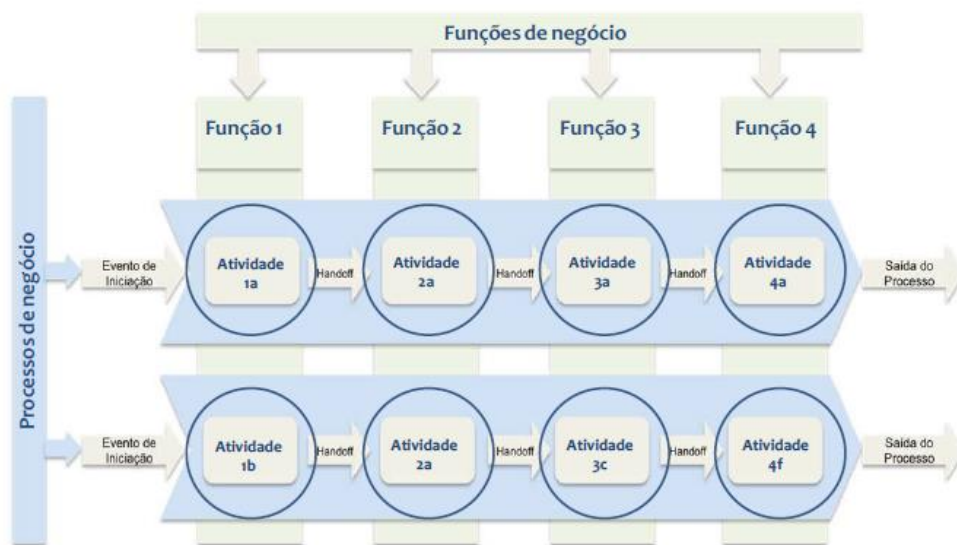 Funções de negócio
Função 1
Função 2
Função 3
Função 4
Processos de negócio
Evento de
Iniciação
Atividade
1a
Handoff
Atividade
2a
Handoff
Atividade
3a
Handoff
Atividade
4a
Saída do
Processo
Evento de
Iniciação
Atividade
1b
Handoff
Atividade
2a
Handoff
Atividade
3c
Handoff
Atividade
4f
Saída do
Processo